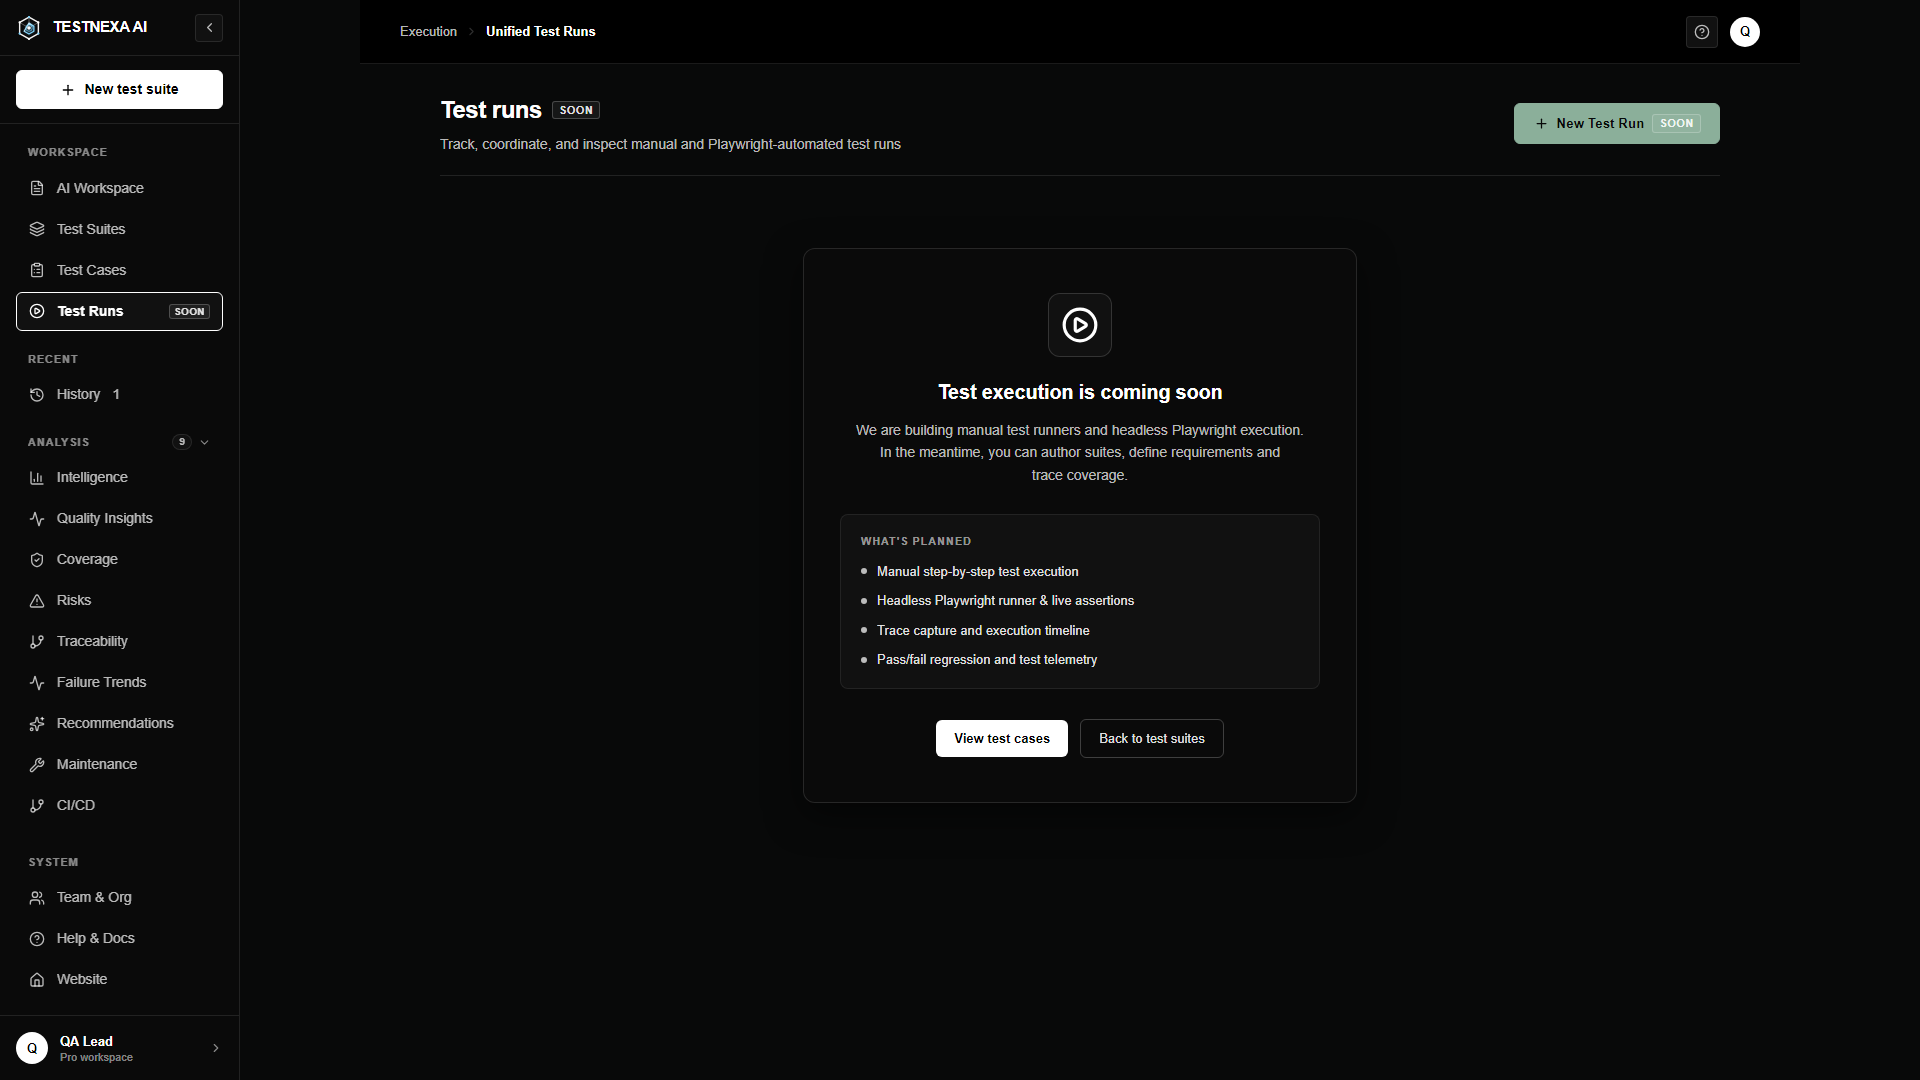 TESTNEXA AI
New test suite
WORKSPACE
AI Workspace
Test Suites
Test Cases
Test Runs SOON
RECENT
History 1
ANALYSIS 9
Intelligence
Quality Insights
Coverage
Risks
Traceability
Failure Trends
Recommendations
Maintenance
CI/CD
SYSTEM
Team & Org
Help & Docs
Website
Q
QA Lead
Pro workspace
Execution Unified Test Runs
Q
Test runs SOON
Track, coordinate, and inspect manual and Playwright-automated test runs
New Test Run SOON
Test execution is coming soon
We are building manual test runners and headless Playwright execution.
In the meantime, you can author suites, define requirements and
trace coverage.
WHAT'S PLANNED
Manual step-by-step test execution
Headless Playwright runner & live assertions
Trace capture and execution timeline
Pass/fail regression and test telemetry
View test cases
Back to test suites